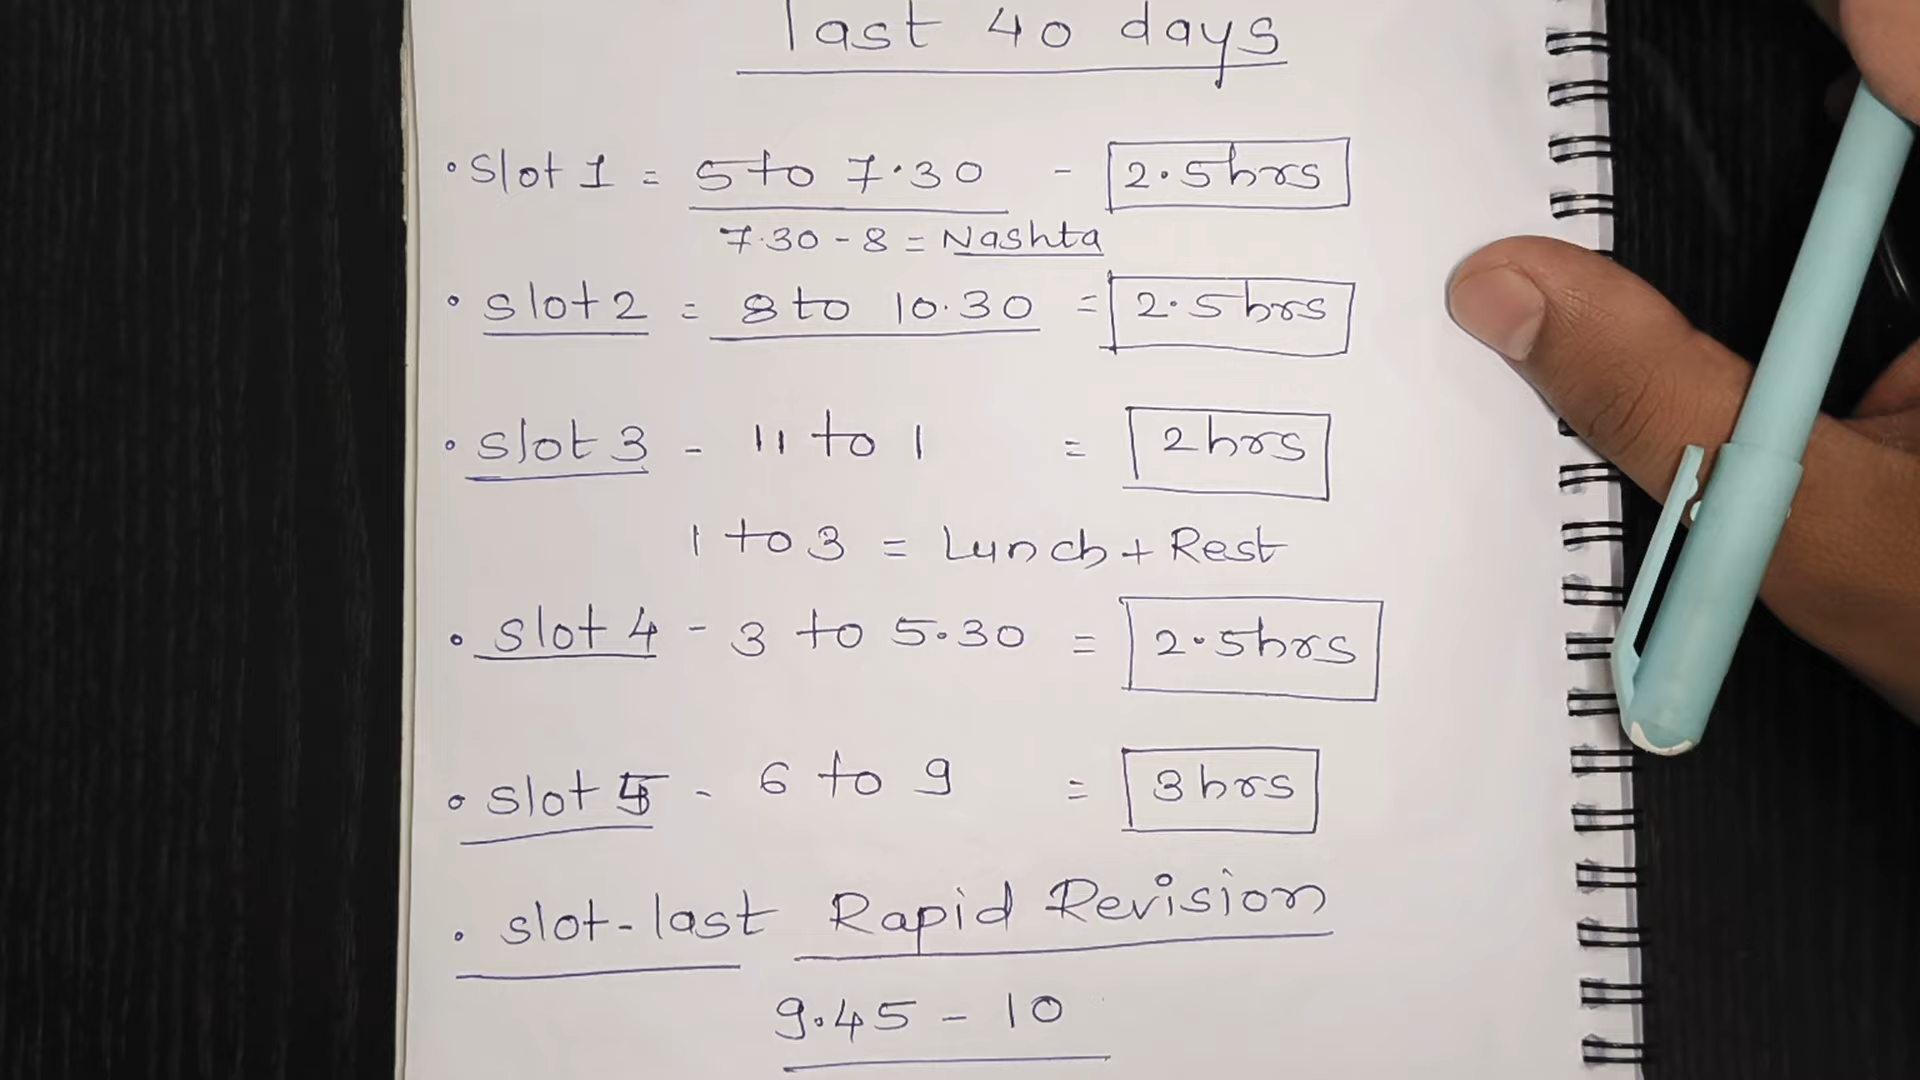 last 40 days
• Slot 1 = 5 to 7.30 - 2.5hrs
7.30 - 8 = Nashta
• slot 2 = 8 to 10.30 = 2.5hrs
• slot 3 - 11 to 1 = 2hrs
1 to 3 = Lunch + Rest
• slot 4 - 3 to 5.30 = 2.5hrs
• slot 5 - 6 to 9 = 3hrs
• slot-last Rapid Revision
9.45 - 10